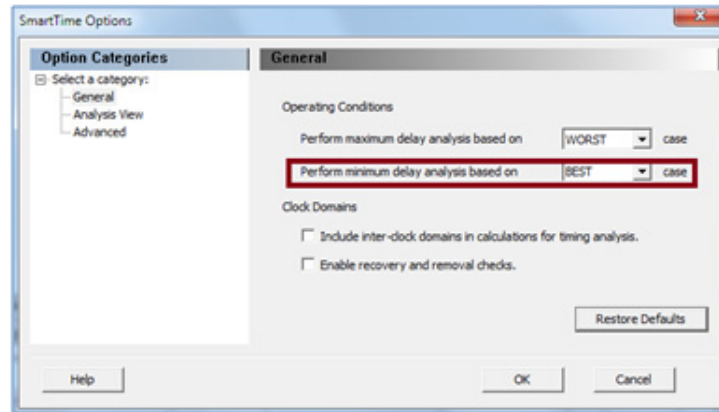 SmartTime Options
Option Categories
Select a category:
General
Analysis View
Advanced
General
Operating Conditions
Perform maximum delay analysis based on WORST case
Perform minimum delay analysis based on BEST case
Clock Domains
Include inter-clock domains in calculations for timing analysis.
Enable recovery and removal checks.
Restore Defaults
Help OK Cancel